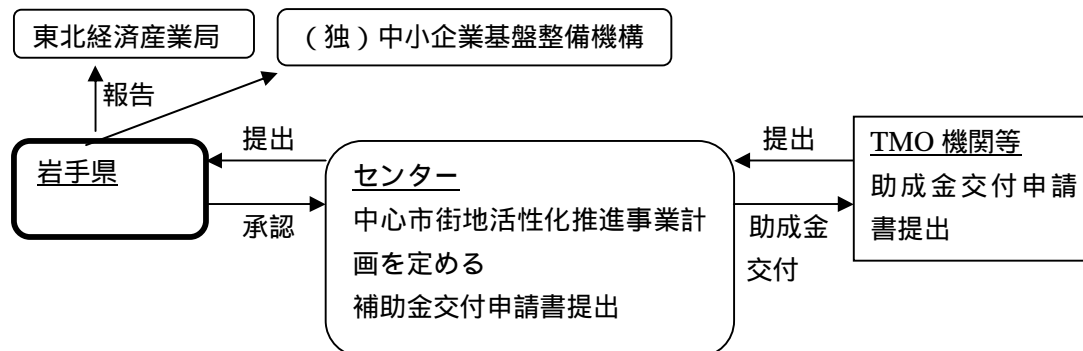 東北経済産業局
（独）中小企業基盤整備機構
報告
岩手県
提出
承認
センター
中心市街地活性化推進事業計
画を定める
補助金交付申請書提出
提出
助成金
交付
TMO 機関等
助成金交付申請
書提出